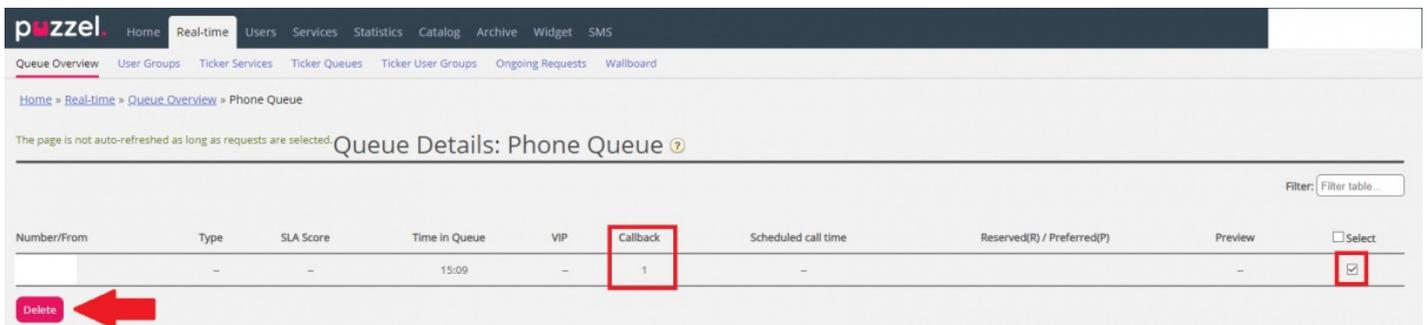 puzzel. Home Real-time Users Services Statistics Catalog Archive Widget SMS
Queue Overview User Groups Ticker Services Ticker Queues Ticker User Groups Ongoing Requests Wallboard
Home » Real-time » Queue Overview » Phone Queue
The page is not auto-refreshed as long as requests are selected. Queue Details: Phone Queue ?
Filter: Filter table...
Number/From Type SLA Score Time in Queue VIP Callback Scheduled call time Reserved(R) / Preferred(P) Preview Select
– – 15:09 – 1 – –
Delete